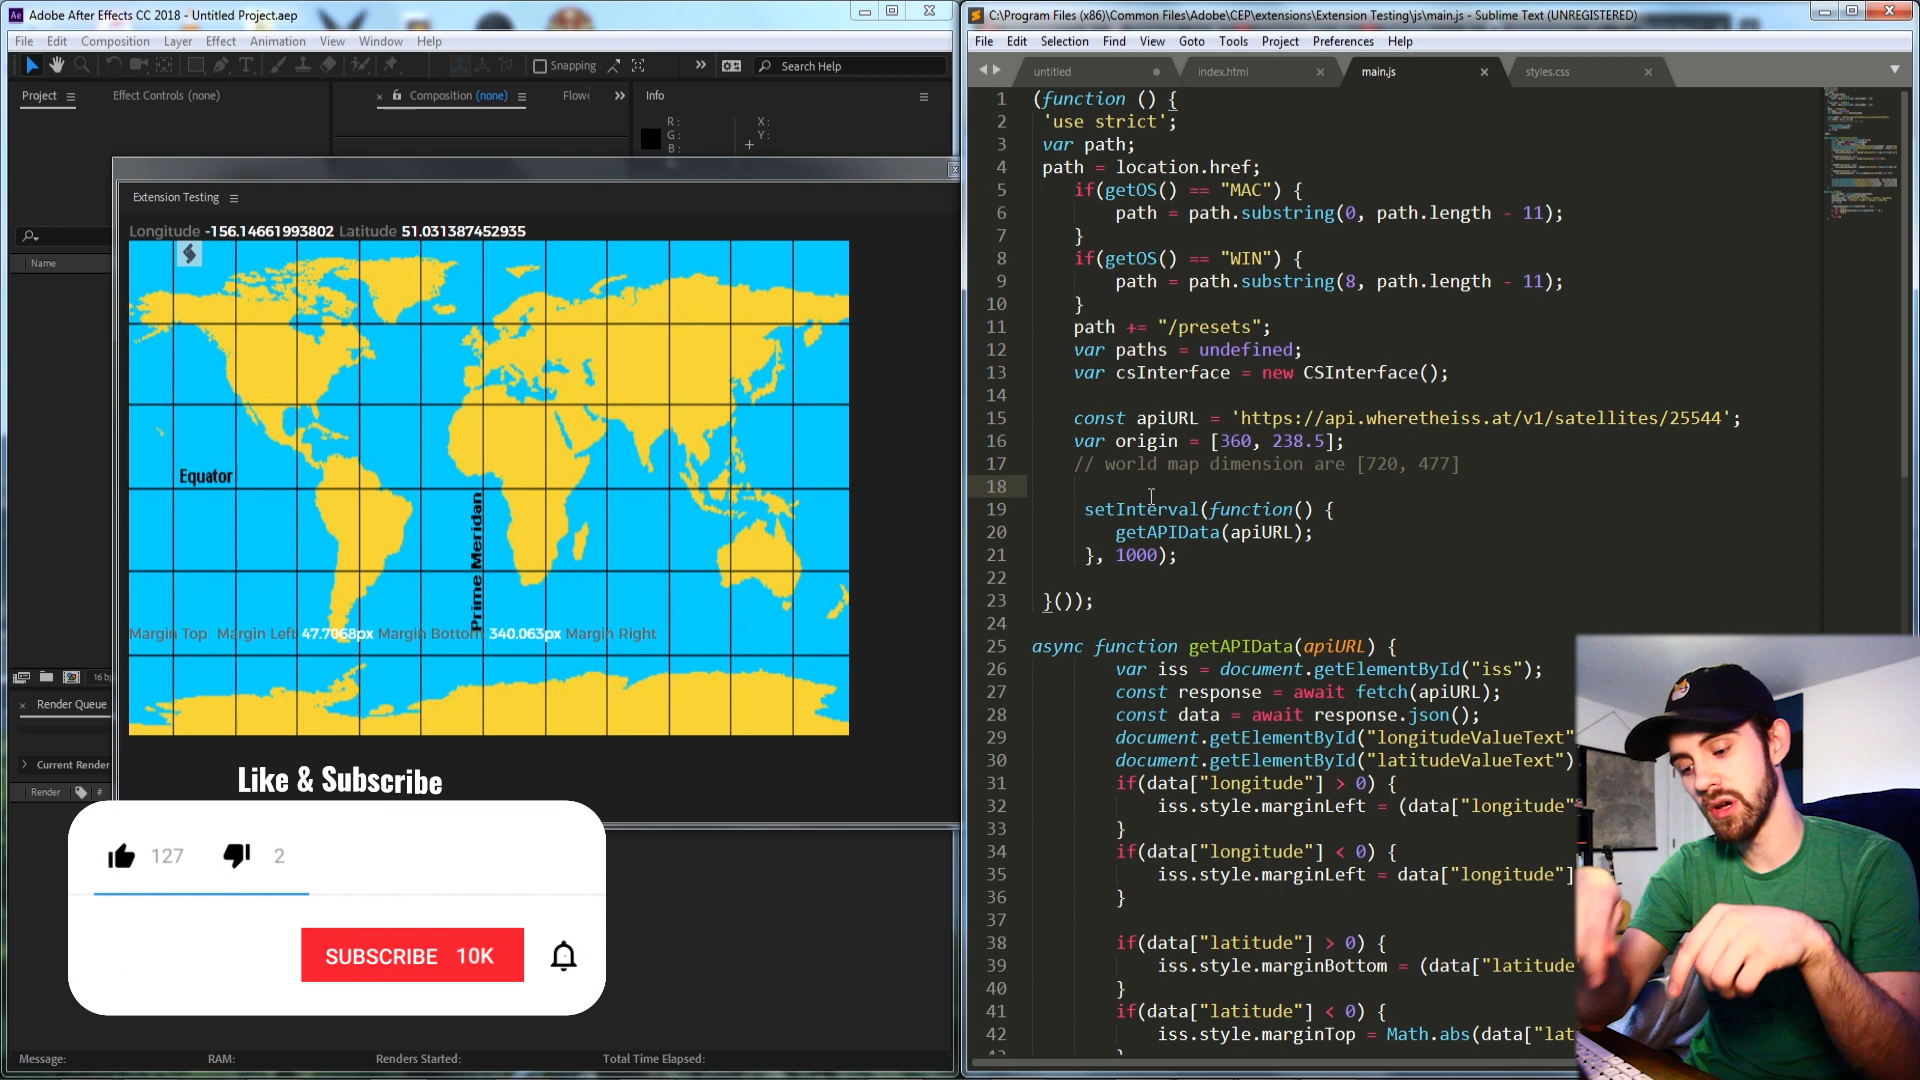 Adobe After Effects CC 2018 - Untitled Project.aep
File Edit Composition Layer Effect Animation View Window Help
Snapping
Search Help
Project
Effect Controls (none)
Composition (none)
Info
R:
G:
B:
X:
Y:
Extension Testing
Longitude -156.14661993802 Latitude 51.031387452935
Name
Equator
Prime Meridan
Margin Top Margin Left 47.7068px Margin Bottom 340.063px Margin Right
Render Queue
Current Render
Render #
Like & Subscribe
127 2
SUBSCRIBE 10K
Message: RAM: Renders Started: Total Time Elapsed:
C:\Program Files (x86)\Common Files\Adobe\CEP\extensions\Extension Testing\js\main.js - Sublime Text (UNREGISTERED)
File Edit Selection Find View Goto Tools Project Preferences Help
untitled index.html main.js styles.css
1 (function () {
2 'use strict';
3 var path;
4 path = location.href;
5 if(getOS() == "MAC") {
6 path = path.substring(0, path.length - 11);
7 }
8 if(getOS() == "WIN") {
9 path = path.substring(8, path.length - 11);
10 }
11 path += "/presets";
12 var paths = undefined;
13 var csInterface = new CSInterface();
14
15 const apiURL = 'https://api.wheretheiss.at/v1/satellites/25544';
16 var origin = [360, 238.5];
17 // world map dimension are [720, 477]
18
19 setInterval(function() {
20 getAPIData(apiURL);
21 }, 1000);
22
23 }());
24
25 async function getAPIData(apiURL) {
26 var iss = document.getElementById("iss");
27 const response = await fetch(apiURL);
28 const data = await response.json();
29 document.getElementById("longitudeValueText"
30 document.getElementById("latitudeValueText")
31 if(data["longitude"] > 0) {
32 iss.style.marginLeft = (data["longitude"
33 }
34 if(data["longitude"] < 0) {
35 iss.style.marginLeft = data["longitude"]
36 }
37
38 if(data["latitude"] > 0) {
39 iss.style.marginBottom = (data["latitude
40 }
41 if(data["latitude"] < 0) {
42 iss.style.marginTop = Math.abs(data["lat